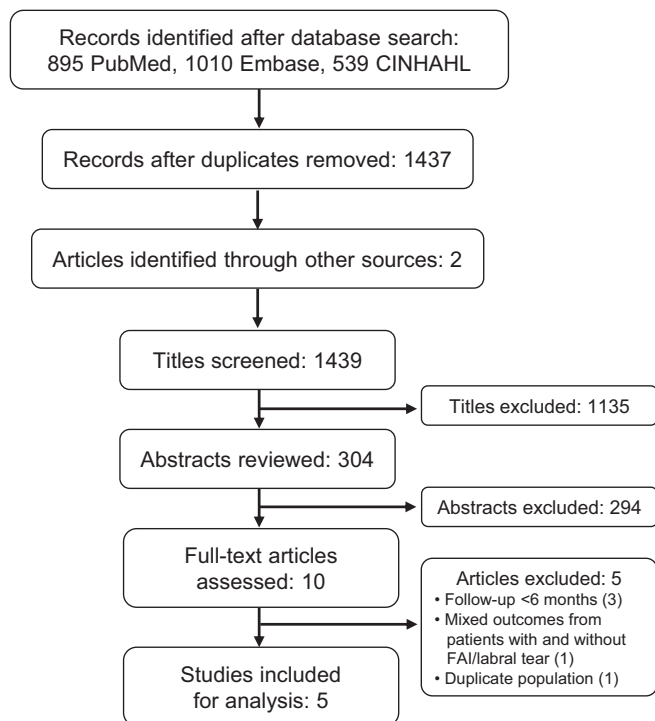 Records identified after database search:
895 PubMed, 1010 Embase, 539 CINHAHL
Records after duplicates removed: 1437
Articles identified through other sources: 2
Titles screened: 1439
Titles excluded: 1135
Abstracts reviewed: 304
Abstracts excluded: 294
Full-text articles
assessed: 10
Articles excluded: 5
• Follow-up <6 months (3)
• Mixed outcomes from
patients with and without
FAI/labral tear (1)
• Duplicate population (1)
Studies included
for analysis: 5